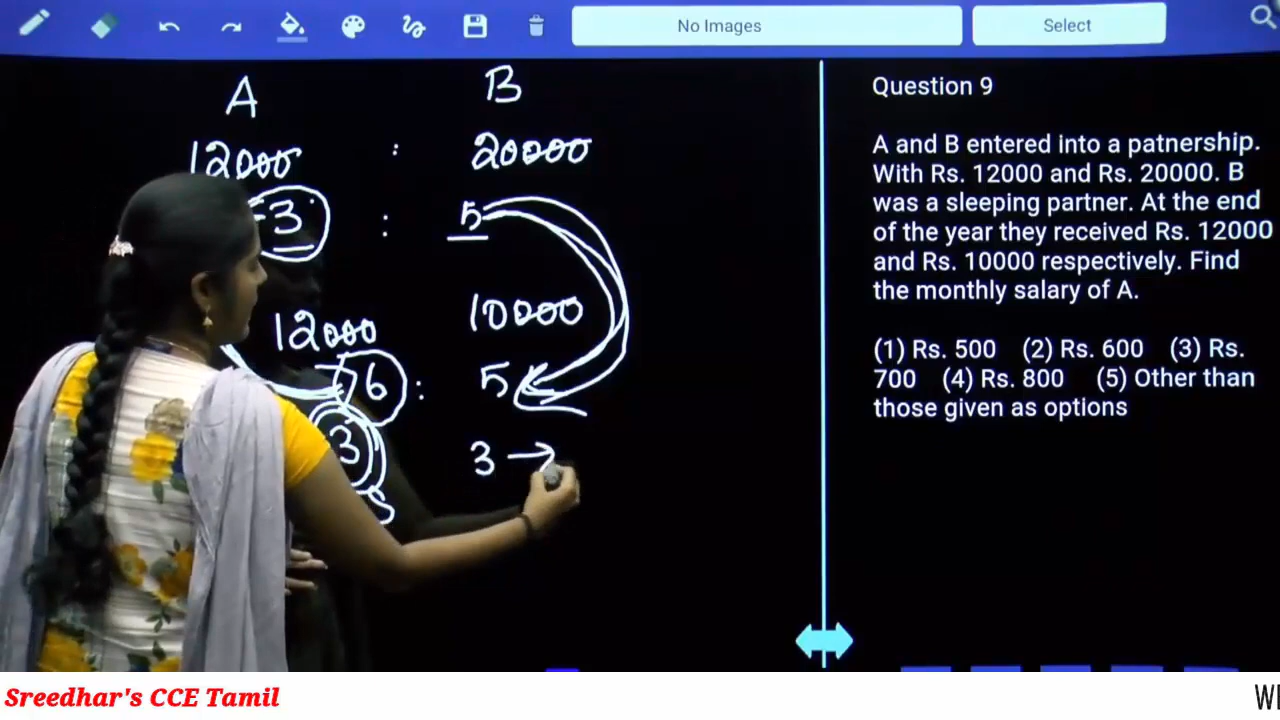 No Images
Select
A B
12000 : 20000
3 : 5
12000 10000
6 : 5
3
3 →
Question 9
A and B entered into a patnership.
With Rs. 12000 and Rs. 20000. B
was a sleeping partner. At the end
of the year they received Rs. 12000
and Rs. 10000 respectively. Find
the monthly salary of A.
(1) Rs. 500 (2) Rs. 600 (3) Rs.
700 (4) Rs. 800 (5) Other than
those given as options
Sreedhar's CCE Tamil